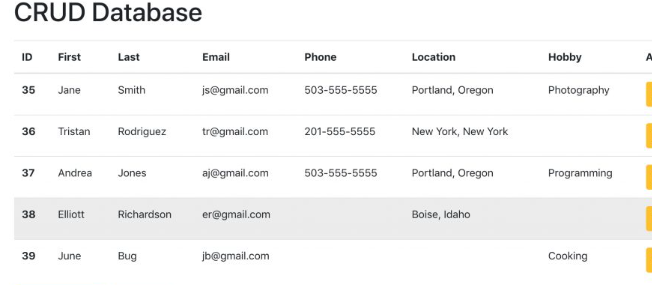 CRUD Database
ID First Last Email Phone Location Hobby A
35 Jane Smith js@gmail.com 503-555-5555 Portland, Oregon Photography
36 Tristan Rodriguez tr@gmail.com 201-555-5555 New York, New York
37 Andrea Jones aj@gmail.com 503-555-5555 Portland, Oregon Programming
38 Elliott Richardson er@gmail.com Boise, Idaho
39 June Bug jb@gmail.com Cooking